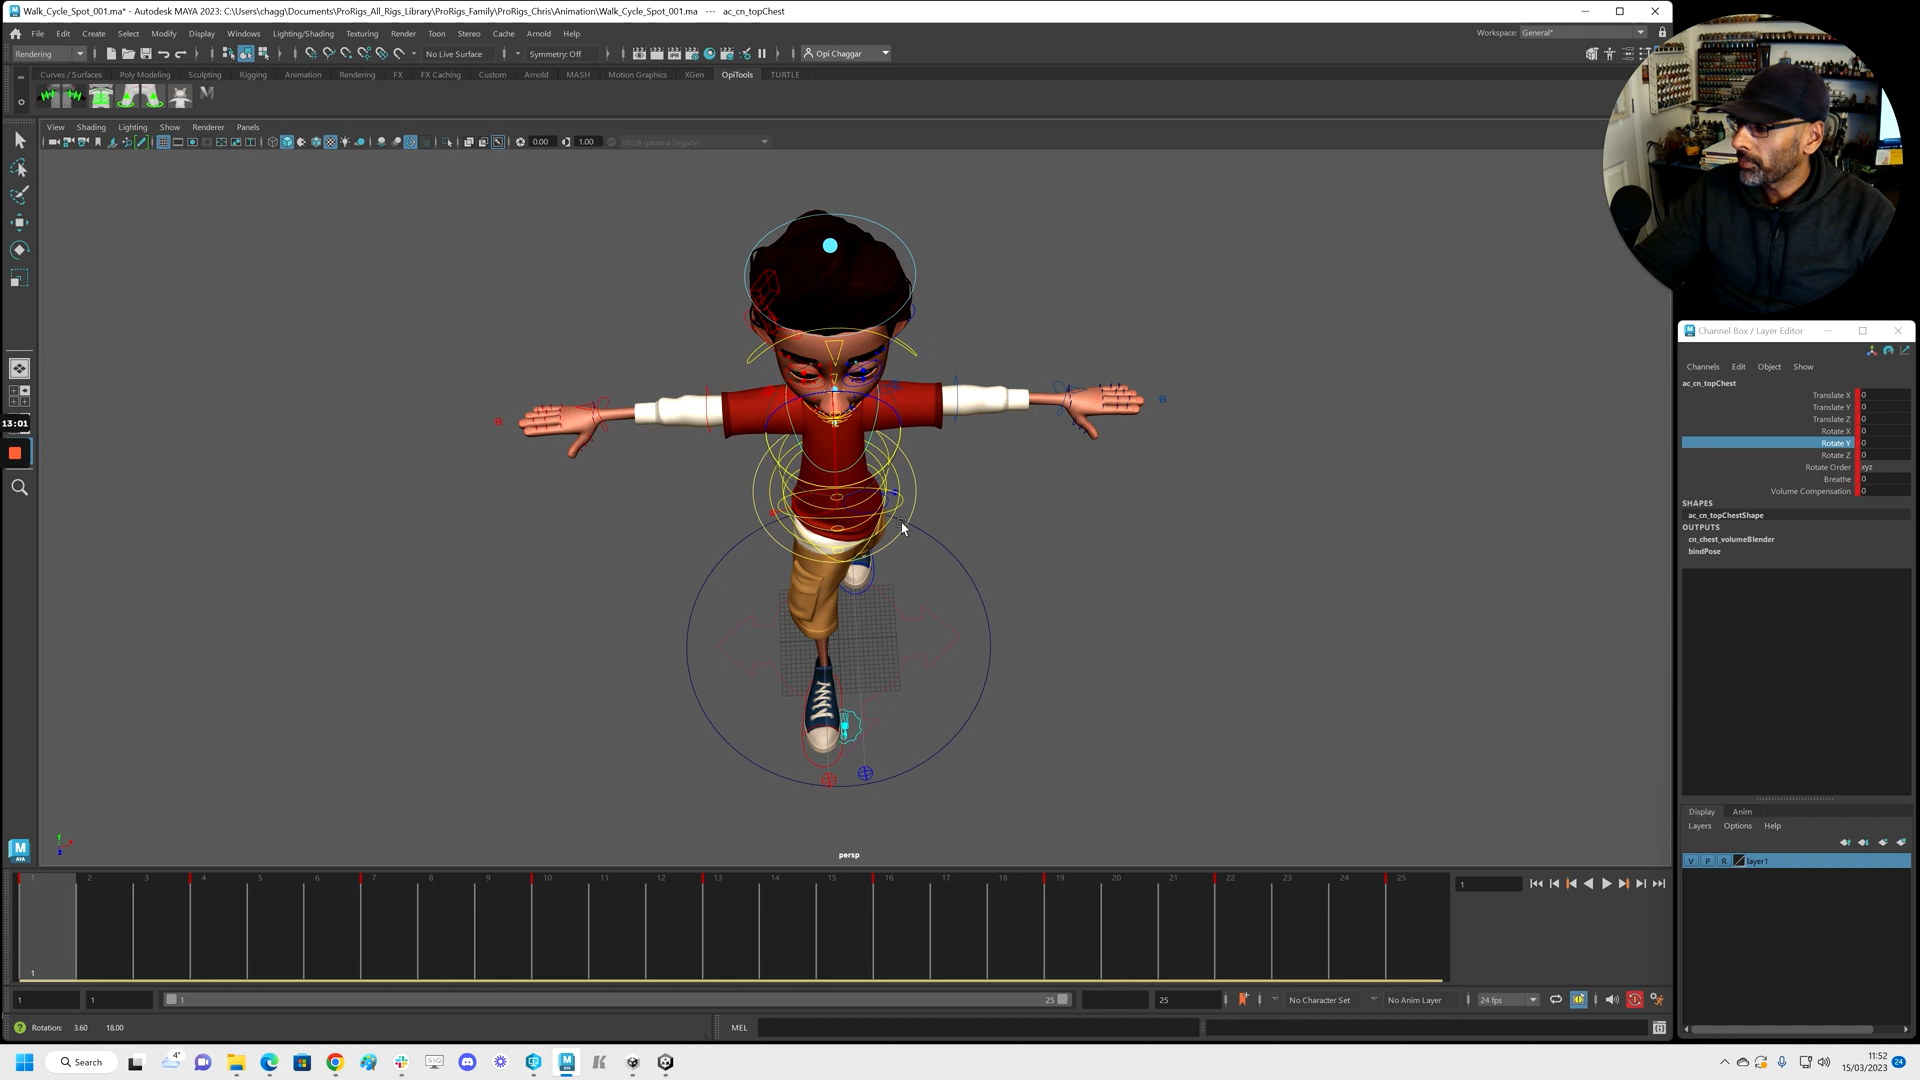 Walk_Cycle_Spot_001.ma* - Autodesk MAYA 2023: C:\Users\chagg\Documents\ProRigs_All_Rigs_Library\ProRigs_Family\ProRigs_Chris\Animation\Walk_Cycle_Spot_001.ma --- ac_cn_topChest
File Edit Create Select Modify Display Windows Lighting/Shading Texturing Render Toon Stereo Cache Arnold Help
Workspace: General*
Rendering No Live Surface Symmetry: Off Opi Chaggar
Curves / Surfaces Poly Modeling Sculpting Rigging Animation Rendering FX FX Caching Custom Arnold MASH Motion Graphics XGen OpiTools TURTLE
View Shading Lighting Show Renderer Panels
0.00 1.00 sRGB gamma (legacy)
13:01
persp
Channel Box / Layer Editor
Channels Edit Object Show
ac_cn_topChest
Translate X 0
Translate Y 0
Translate Z 0
Rotate X 0
Rotate Y 0
Rotate Z 0
Rotate Order xyz
Breathe 0
Volume Compensation 0
SHAPES
ac_cn_topChestShape
OUTPUTS
cn_chest_volumeBlender
bindPose
Display Anim
Layers Options Help
V P R layer1
1 2 3 4 5 6 7 8 9 10 11 12 13 14 15 16 17 18 19 20 21 22 23 24 25
1
1
1 1 1 25 25 No Character Set No Anim Layer 24 fps
Rotation: 3.60 18.00 MEL
Search
4°
11:52
15/03/2023
24